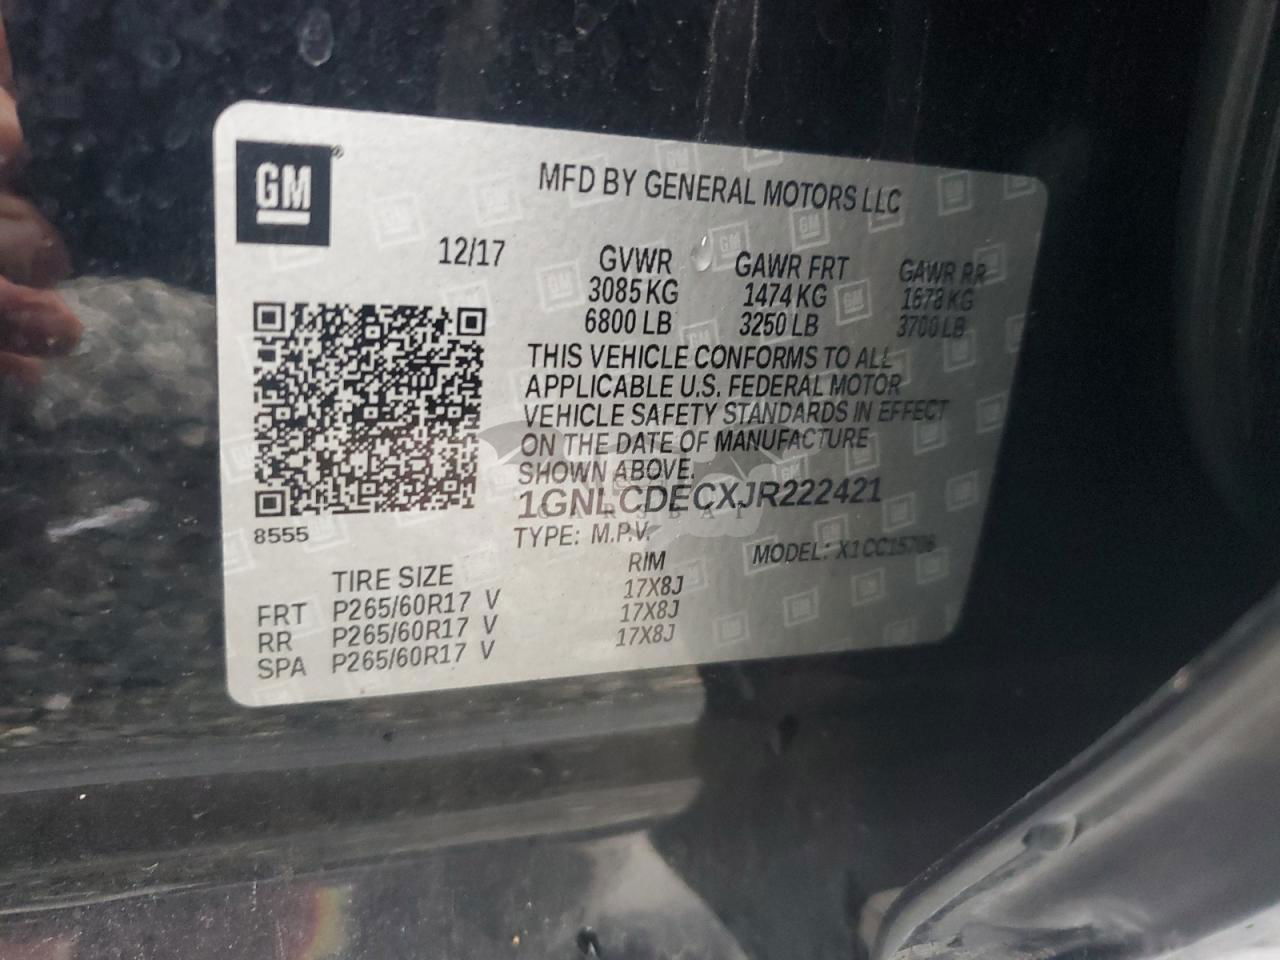 GM®
MFD BY GENERAL MOTORS LLC
12/17
GVWR GAWR FRT GAWR RR
3085 KG 1474 KG 1678 KG
6800 LB 3250 LB 3700 LB
THIS VEHICLE CONFORMS TO ALL
APPLICABLE U.S. FEDERAL MOTOR
VEHICLE SAFETY STANDARDS IN EFFECT
ON THE DATE OF MANUFACTURE
SHOWN ABOVE.
1GNLCDECXJR222421
8555
TYPE: M.P.V.
MODEL: X1CC15706
TIRE SIZE RIM
FRT P265/60R17 V 17X8J
RR P265/60R17 V 17X8J
SPA P265/60R17 V 17X8J